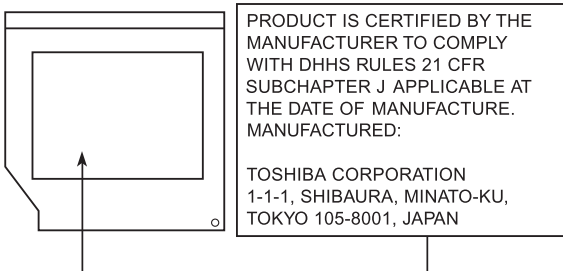 PRODUCT IS CERTIFIED BY THE
MANUFACTURER TO COMPLY
WITH DHHS RULES 21 CFR
SUBCHAPTER J APPLICABLE AT
THE DATE OF MANUFACTURE.
MANUFACTURED:
TOSHIBA CORPORATION
1-1-1, SHIBAURA, MINATO-KU,
TOKYO 105-8001, JAPAN